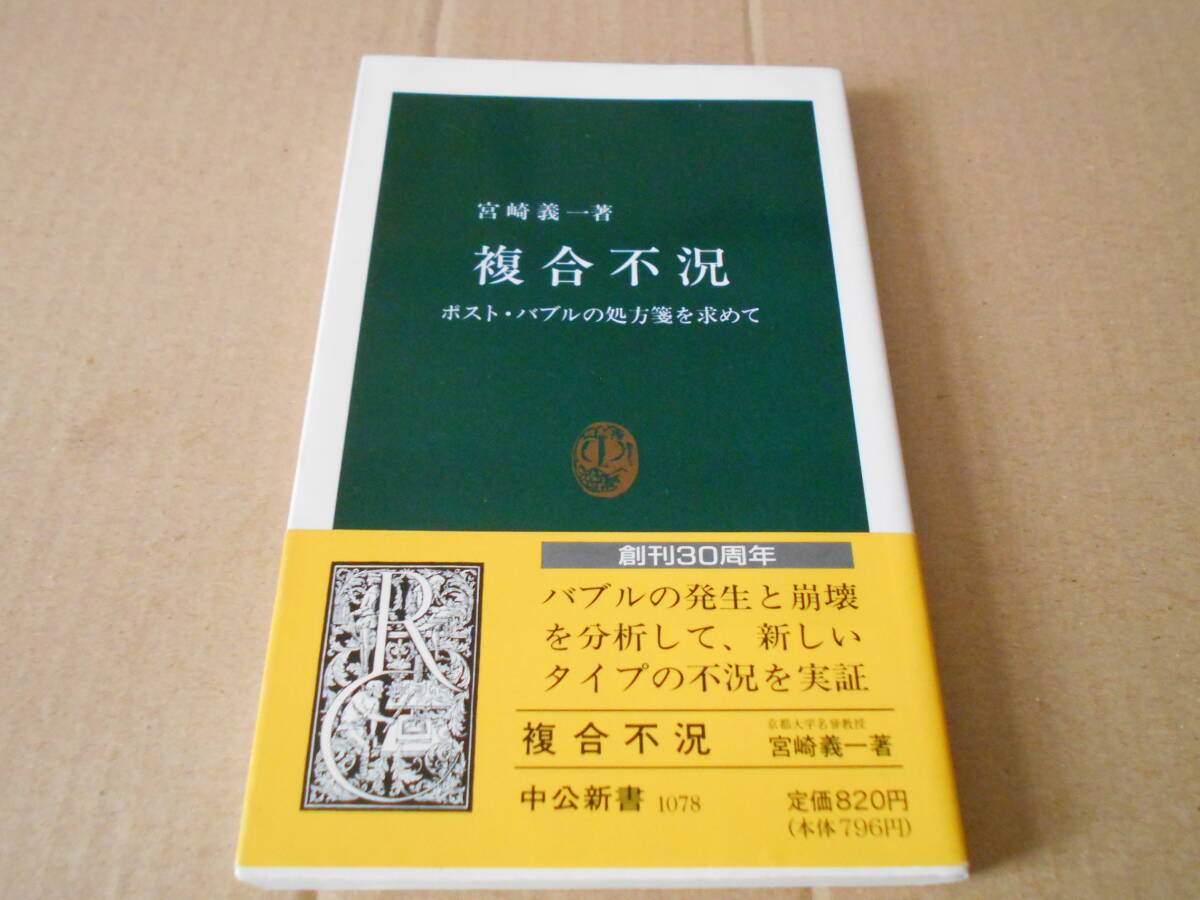 宮崎義一著
複合不況
ポスト・バブルの処方箋を求めて
創刊30周年
バブルの発生と崩壊
を分析して、新しい
タイプの不況を実証
複合不況
京都大学名誉教授
宮崎義一著
中公新書 1078
定価820円
(本体796円)
R
C